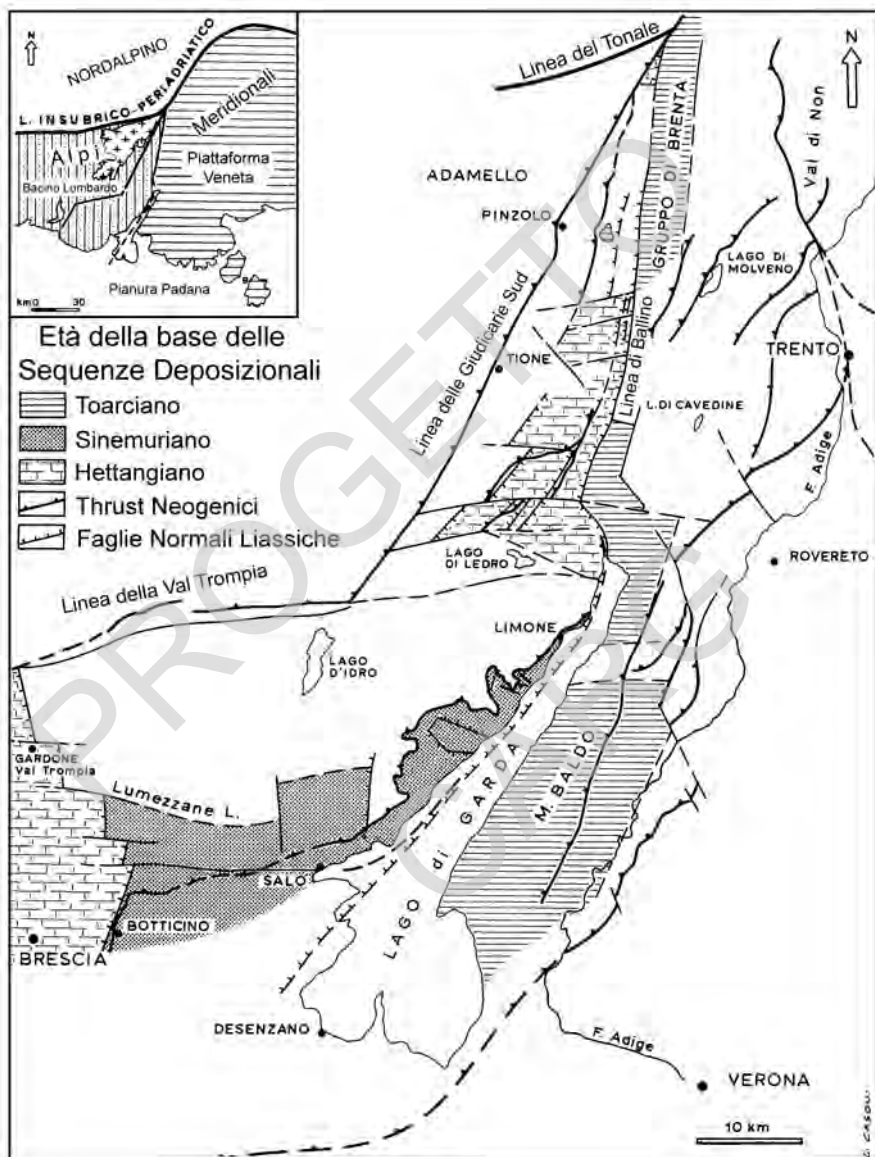 N
NORDALPINO
L. INSUBRICO-PERIADRIATICO
Meridionali
Alpi
Piattaforma
Veneta
Bacino Lombardo
Pianura Padana
km 0 30
Età della base delle
Sequenze Deposizionali
Toarciano
Sinemuriano
Hettangiano
Thrust Neogenici
Faglie Normali Liassiche
N
Linea del Tonale
GRUPPO DI BRENTA
Val di Non
ADAMELLO
PINZOLO
LAGO DI
MOLVENO
Linea delle Giudicarie Sud
Linea di Ballino
TIONE
TRENTO
L. DI CAVEDINE
F. Adige
LAGO
DI LEDRO
ROVERETO
Linea della Val Trompia
LIMONE
LAGO
D'IDRO
GARDONE
Val Trompia
Lumezzane L.
M. BALDO
LAGO di GARDA
SALO
BOTTICINO
BRESCIA
DESENZANO
F. Adige
VERONA
10 km
PROGETTO
CARG